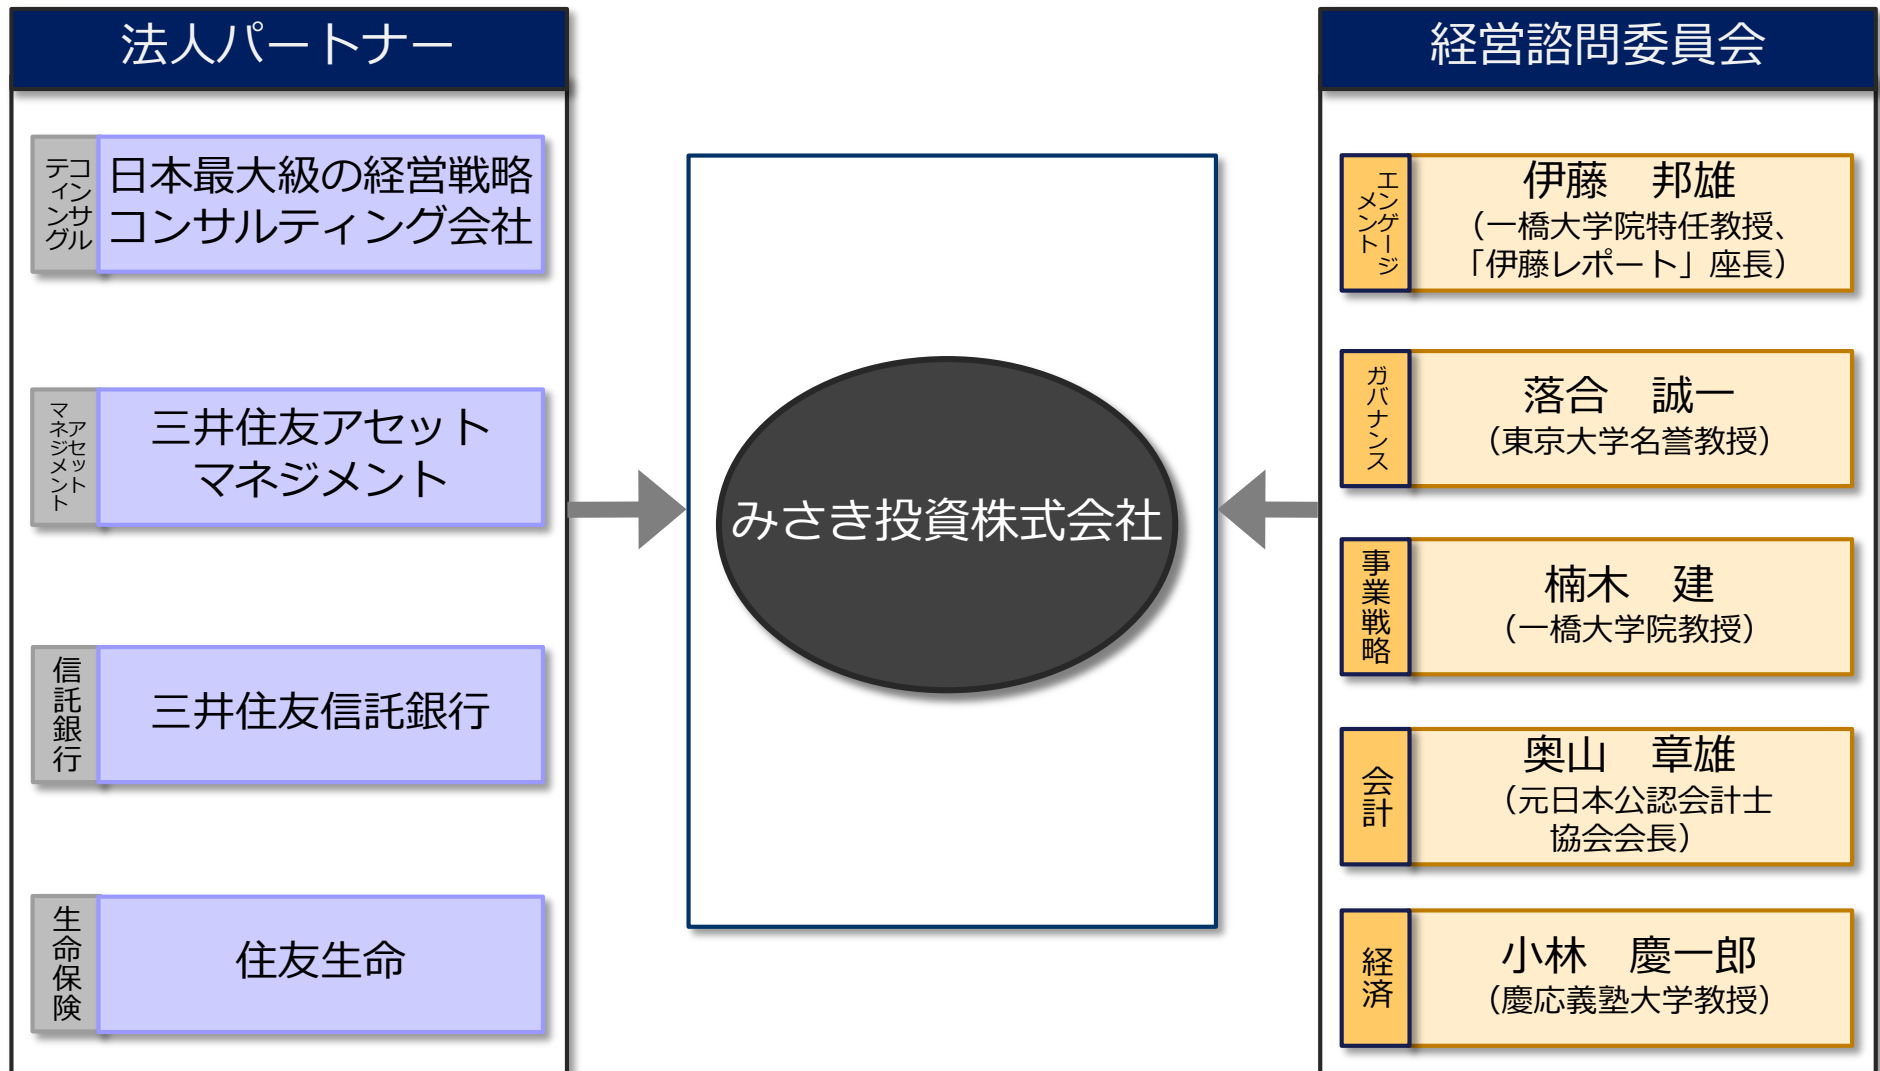 法人パートナー
コンサル
ティング
日本最大級の経営戦略
コンサルティング会社
アセット
マネジメント
三井住友アセット
マネジメント
信託銀行
三井住友信託銀行
生命保険
住友生命
みさき投資株式会社
経営諮問委員会
エンゲージ
メント
伊藤　邦雄
（一橋大学院特任教授、
「伊藤レポート」座長）
ガバナンス
落合　誠一
（東京大学名誉教授）
事業戦略
楠木　建
（一橋大学院教授）
会計
奥山　章雄
（元日本公認会計士
協会会長）
経済
小林　慶一郎
（慶応義塾大学教授）